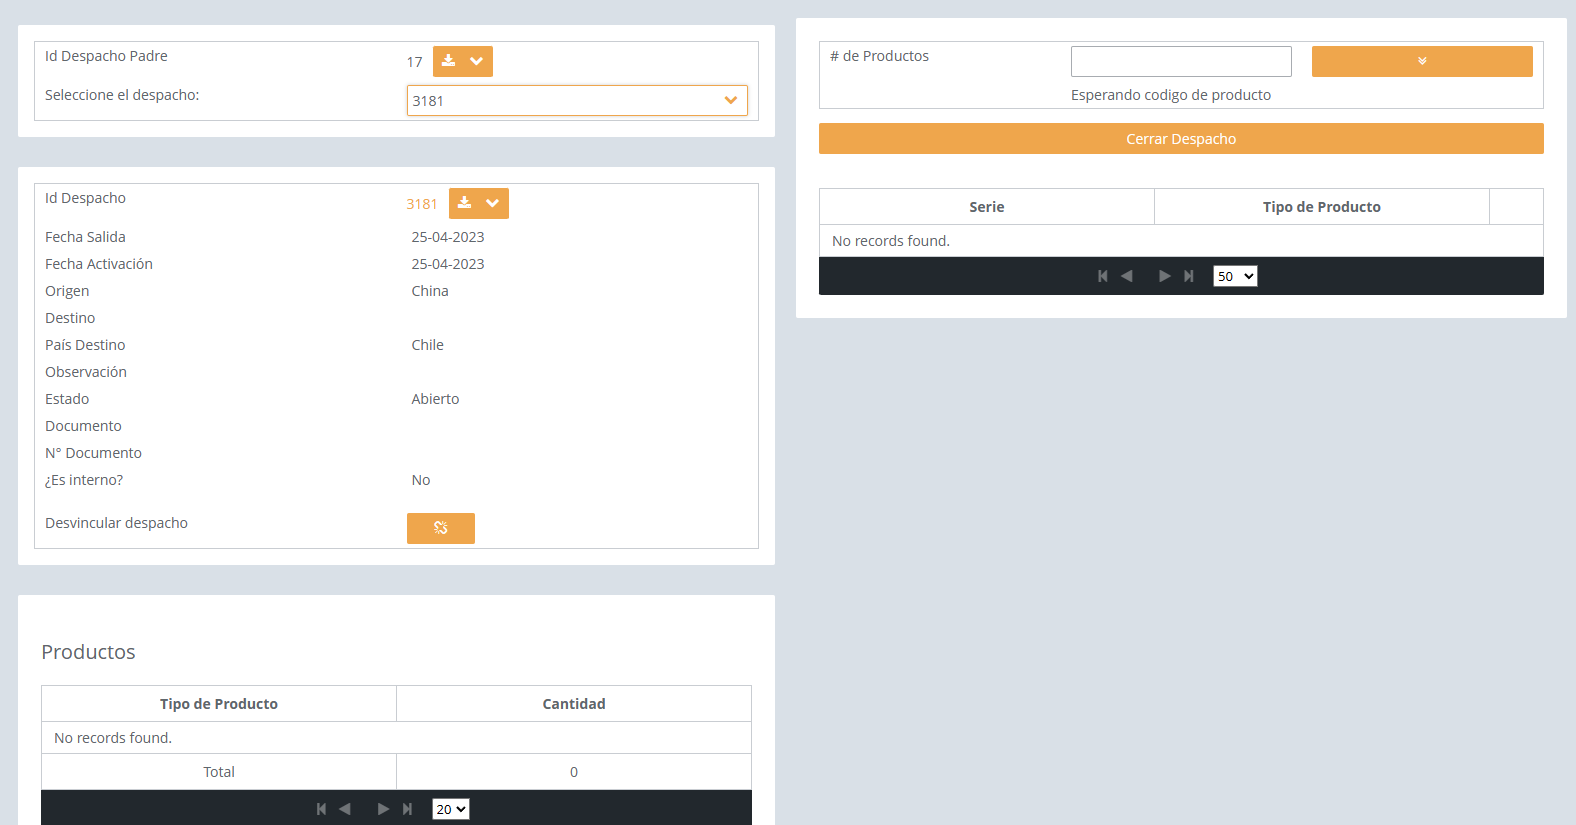 Id Despacho Padre 17
Seleccione el despacho: 3181
Id Despacho 3181
Fecha Salida 25-04-2023
Fecha Activación 25-04-2023
Origen China
Destino
País Destino Chile
Observación
Estado Abierto
Documento
N° Documento
¿Es interno? No
Desvincular despacho
Productos
Tipo de Producto Cantidad
No records found.
Total 0
20
# de Productos
Esperando codigo de producto
Cerrar Despacho
Serie Tipo de Producto
No records found.
50